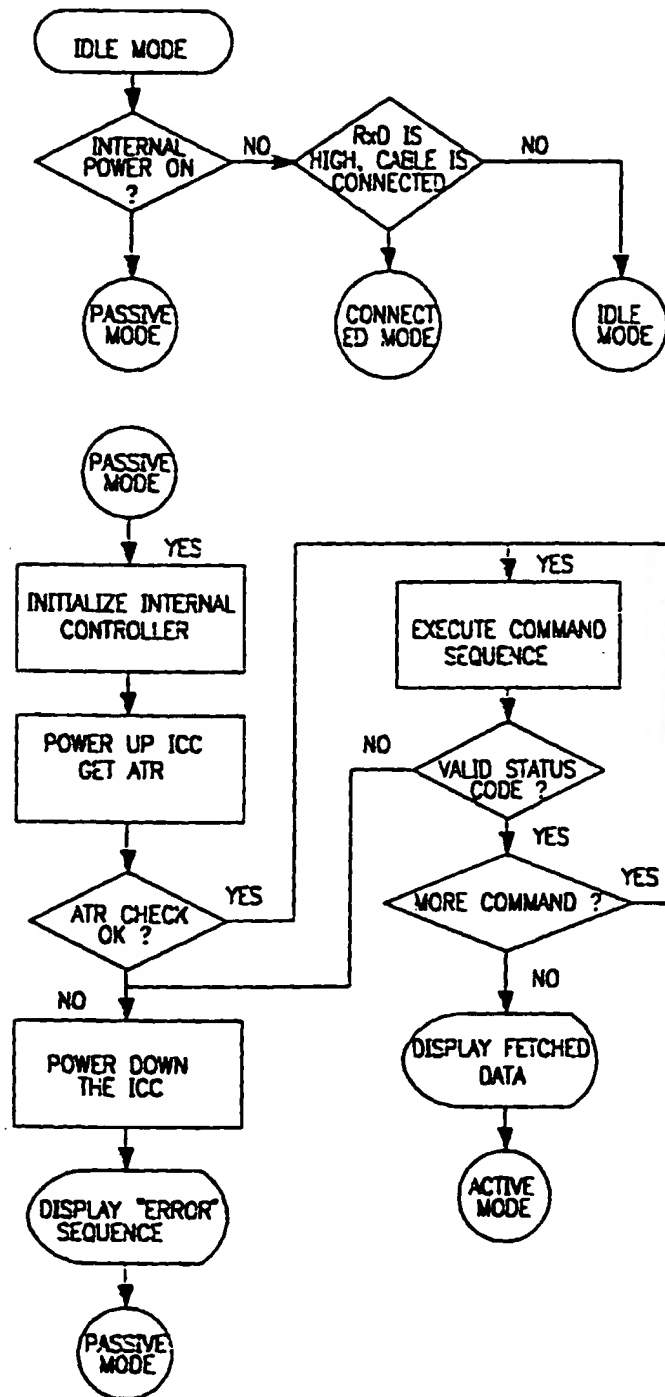 IDLE MODE
INTERNAL
POWER ON
?
NO
RxD IS
HIGH, CABLE IS
CONNECTED
NO
PASSIVE
MODE
CONNECT
ED MODE
IDLE
MODE
PASSIVE
MODE
YES
INITIALIZE INTERNAL
CONTROLLER
POWER UP ICC
GET ATR
ATR CHECK
OK ?
YES
NO
POWER DOWN
THE ICC
DISPLAY "ERROR"
SEQUENCE
PASSIVE
MODE
YES
EXECUTE COMMAND
SEQUENCE
NO
VALID STATUS
CODE ?
YES
MORE COMMAND ?
YES
NO
DISPLAY FETCHED
DATA
ACTIVE
MODE